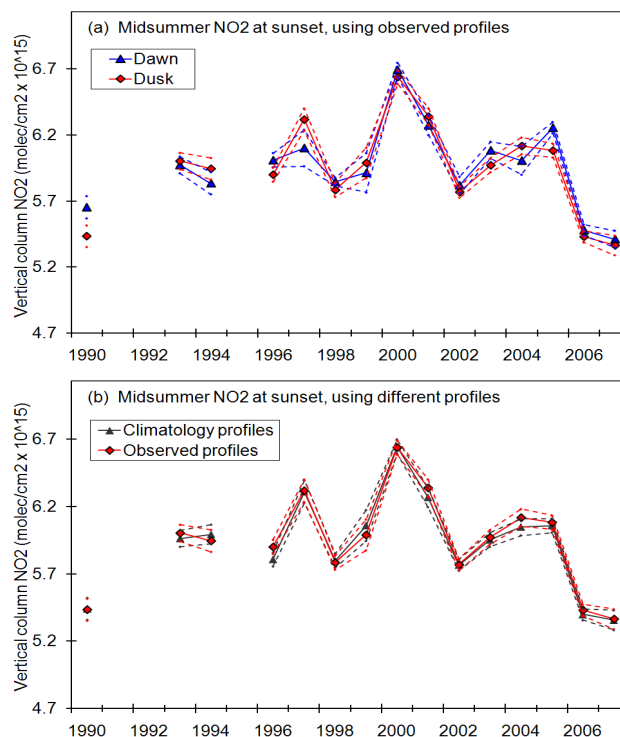 (a) Midsummer NO2 at sunset, using observed profiles
Dawn
Dusk
Vertical column NO2 (molec/cm2 x 10^15)
6.7
6.2
5.7
5.2
4.7
1990 1992 1994 1996 1998 2000 2002 2004 2006
(b) Midsummer NO2 at sunset, using different profiles
Climatology profiles
Observed profiles
Vertical column NO2 (molec/cm2 x 10^15)
6.7
6.2
5.7
5.2
4.7
1990 1992 1994 1996 1998 2000 2002 2004 2006